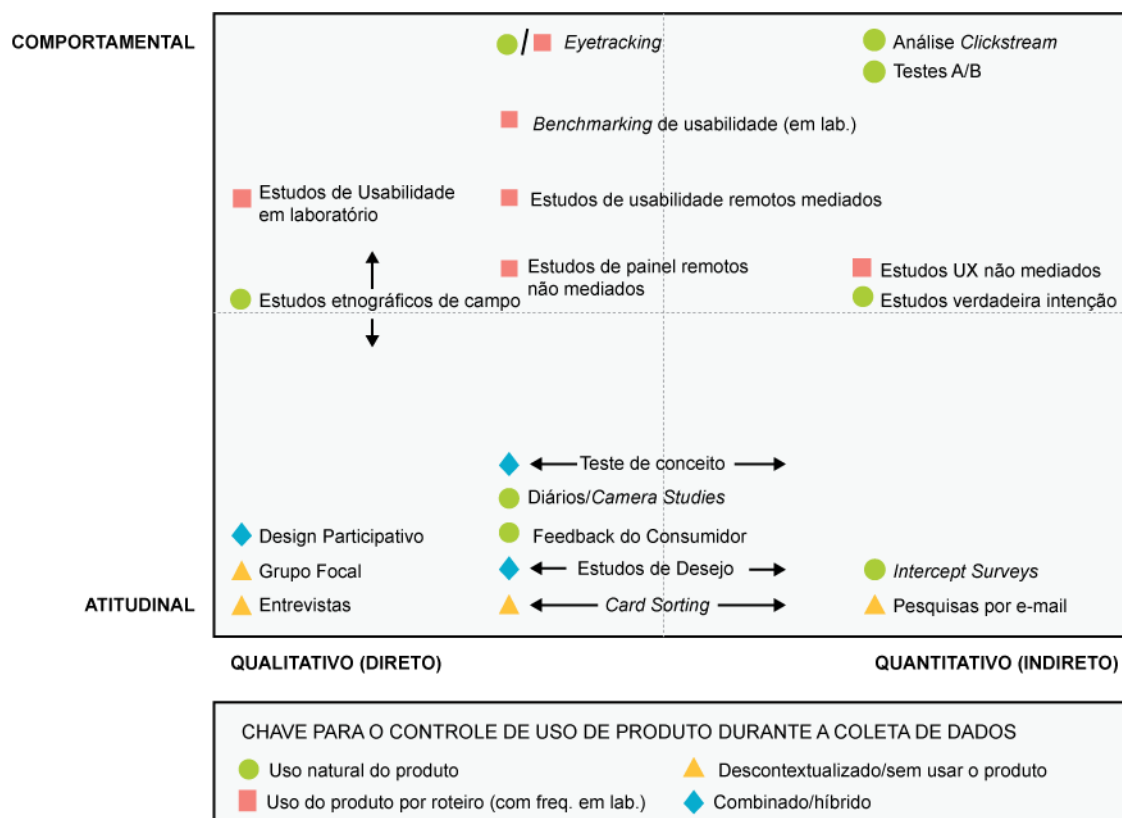 COMPORTAMENTAL
/ Eyetracking
Análise Clickstream
Testes A/B
Benchmarking de usabilidade (em lab.)
Estudos de Usabilidade
em laboratório
Estudos de usabilidade remotos mediados
Estudos de painel remotos
não mediados
Estudos UX não mediados
Estudos etnográficos de campo
Estudos verdadeira intenção
Teste de conceito
Diários/Camera Studies
Design Participativo
Feedback do Consumidor
Grupo Focal
Estudos de Desejo
Intercept Surveys
ATITUDINAL
Entrevistas
Card Sorting
Pesquisas por e-mail
QUALITATIVO (DIRETO)
QUANTITATIVO (INDIRETO)
CHAVE PARA O CONTROLE DE USO DE PRODUTO DURANTE A COLETA DE DADOS
Uso natural do produto
Descontextualizado/sem usar o produto
Uso do produto por roteiro (com freq. em lab.)
Combinado/híbrido